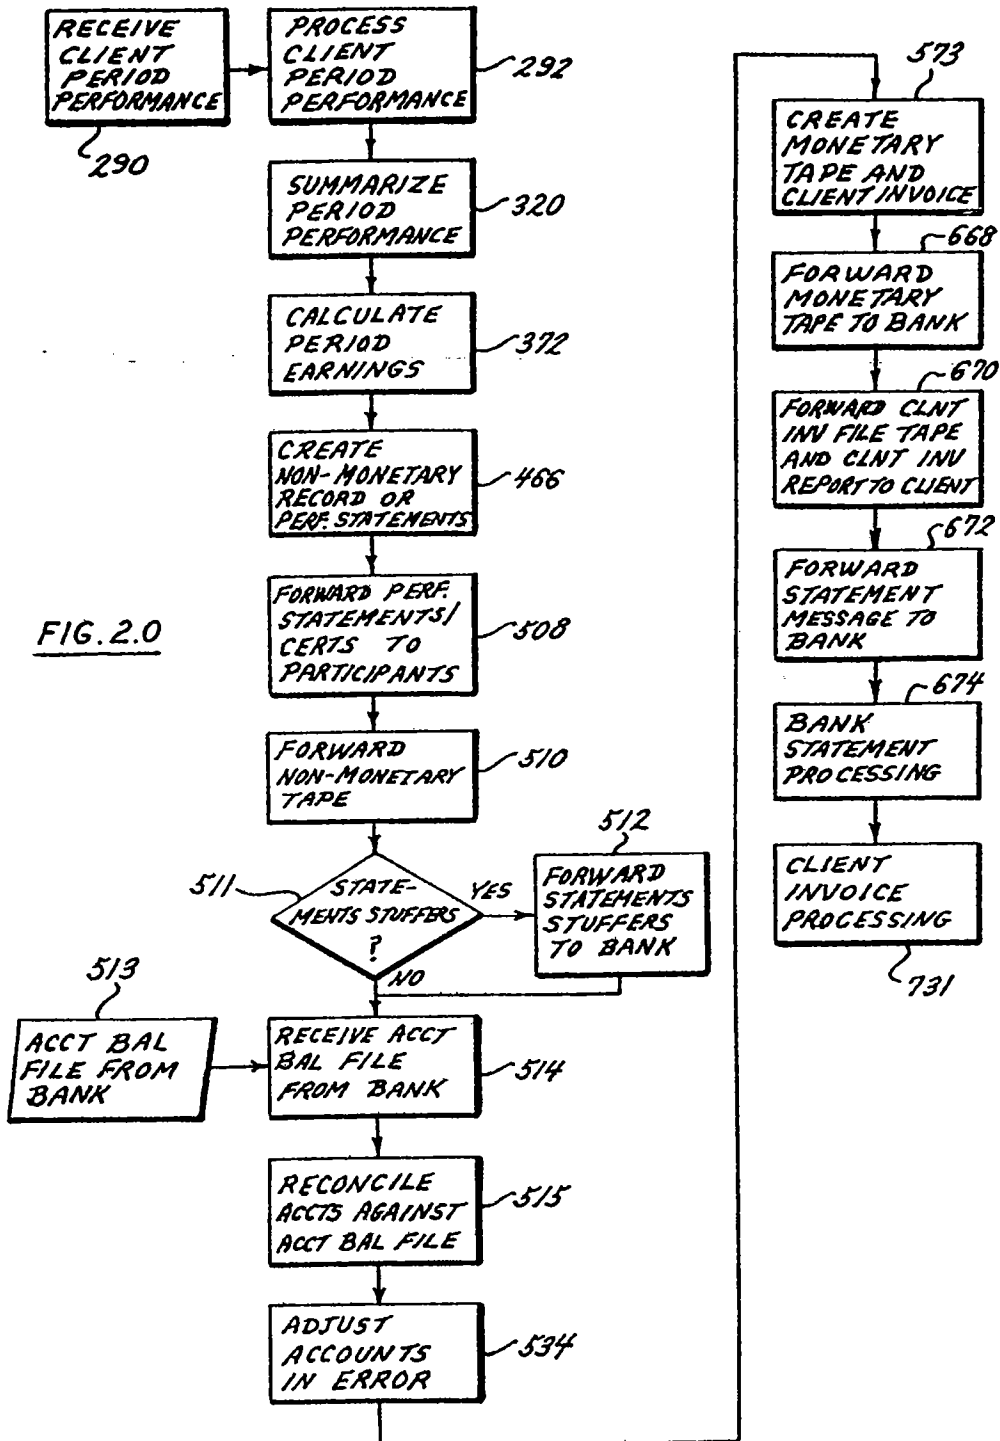 RECEIVE
CLIENT
PERIOD
PERFORMANCE
290
PROCESS
CLIENT
PERIOD
PERFORMANCE
292
SUMMARIZE
PERIOD
PERFORMANCE
320
CALCULATE
PERIOD
EARNINGS
372
CREATE
NON-MONETARY
RECORD OR
PERF. STATEMENTS
466
FORWARD PERF.
STATEMENTS/
CERTS TO
PARTICIPANTS
508
FIG. 2.0
FORWARD
NON-MONETARY
TAPE
510
511
STATE-
MENTS STUFFERS
?
YES
NO
512
FORWARD
STATEMENTS
STUFFERS
TO BANK
513
ACCT BAL
FILE FROM
BANK
RECEIVE ACCT
BAL FILE
FROM BANK
514
RECONCILE
ACCTS AGAINST
ACCT BAL FILE
515
ADJUST
ACCOUNTS
IN ERROR
534
573
CREATE
MONETARY
TAPE AND
CLIENT INVOICE
668
FORWARD
MONETARY
TAPE TO BANK
670
FORWARD CLNT
INV FILE TAPE
AND CLNT INV
REPORT TO CLIENT
672
FORWARD
STATEMENT
MESSAGE TO
BANK
674
BANK
STATEMENT
PROCESSING
CLIENT
INVOICE
PROCESSING
731